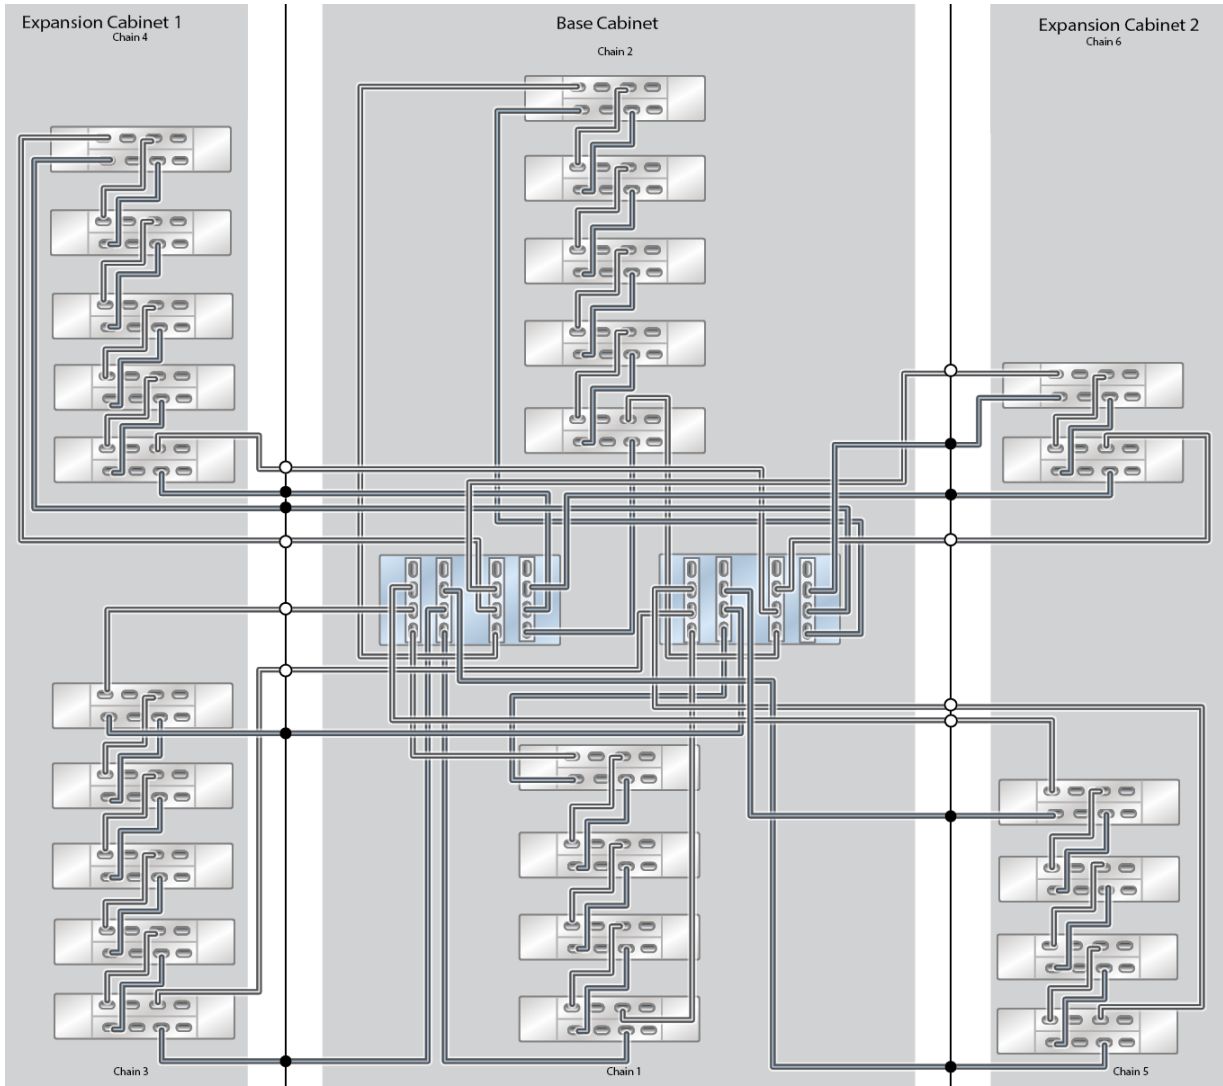 Expansion Cabinet 1
Chain 4
Base Cabinet
Chain 2
Expansion Cabinet 2
Chain 6
Chain 3
Chain 1
Chain 5